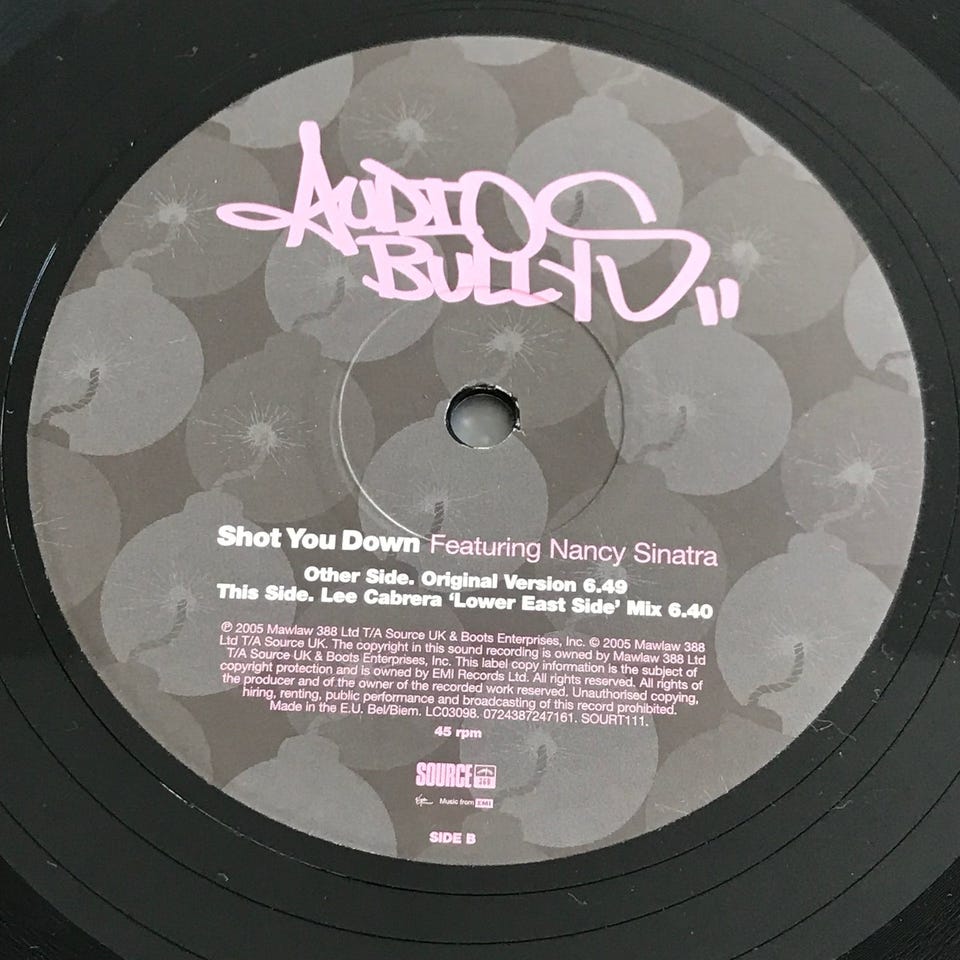 AUDIO
BULLYS
Shot You Down Featuring Nancy Sinatra
Other Side. Original Version 6.49
This Side. Lee Cabrera ‘Lower East Side’ Mix 6.40
℗ 2005 Mawlaw 388 Ltd T/A Source UK & Boots Enterprises, Inc. © 2005 Mawlaw 388
Ltd T/A Source UK. The copyright in this sound recording is owned by Mawlaw 388 Ltd
T/A Source UK & Boots Enterprises, Inc. This label copy information is the subject of
copyright protection and is owned by EMI Records Ltd. All rights reserved. All rights of
the producer and of the owner of the recorded work reserved. Unauthorised copying,
hiring, renting, public performance and broadcasting of this record prohibited.
Made in the E.U. Bel/Biem. LC03098. 0724387247161. SOURT111.
45 rpm
SOURCE 388
Virgin Music from EMI
SIDE B